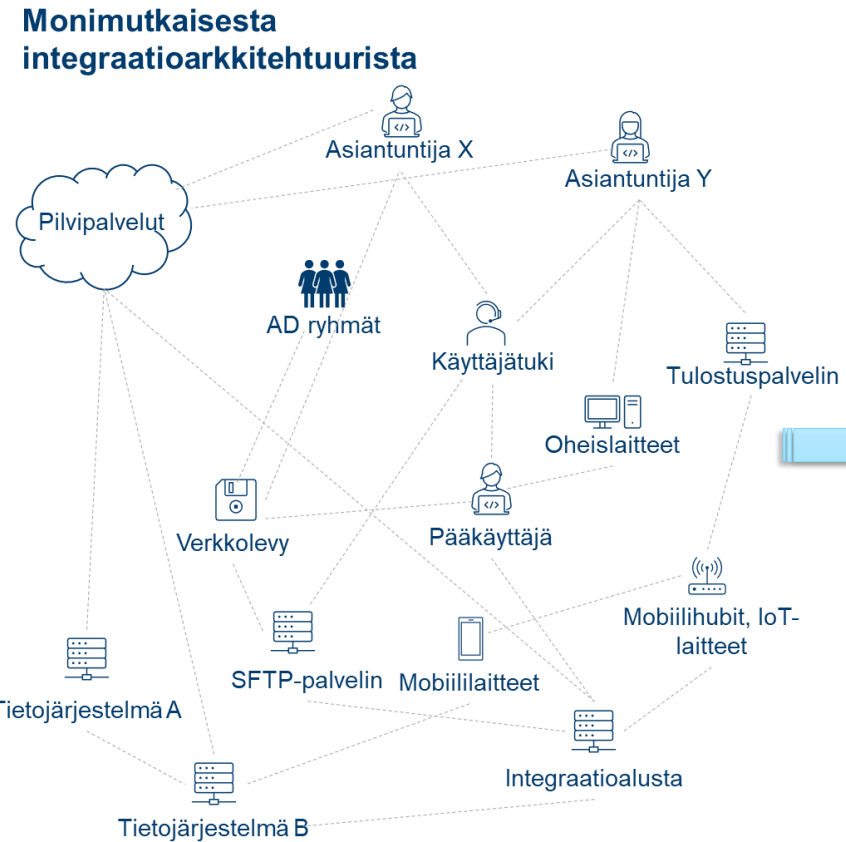 Monimutkaisesta
integraatioarkkitehtuurista
Asiantuntija X
Asiantuntija Y
Pilvipalvelut
AD ryhmät
Käyttäjätuki
Tulostuspalvelin
Oheislaitteet
Verkkolevy
Pääkäyttäjä
Mobiilihubit, IoT-
laitteet
SFTP-palvelin
Mobiililaitteet
Tietojärjestelmä A
Integraatioalusta
Tietojärjestelmä B